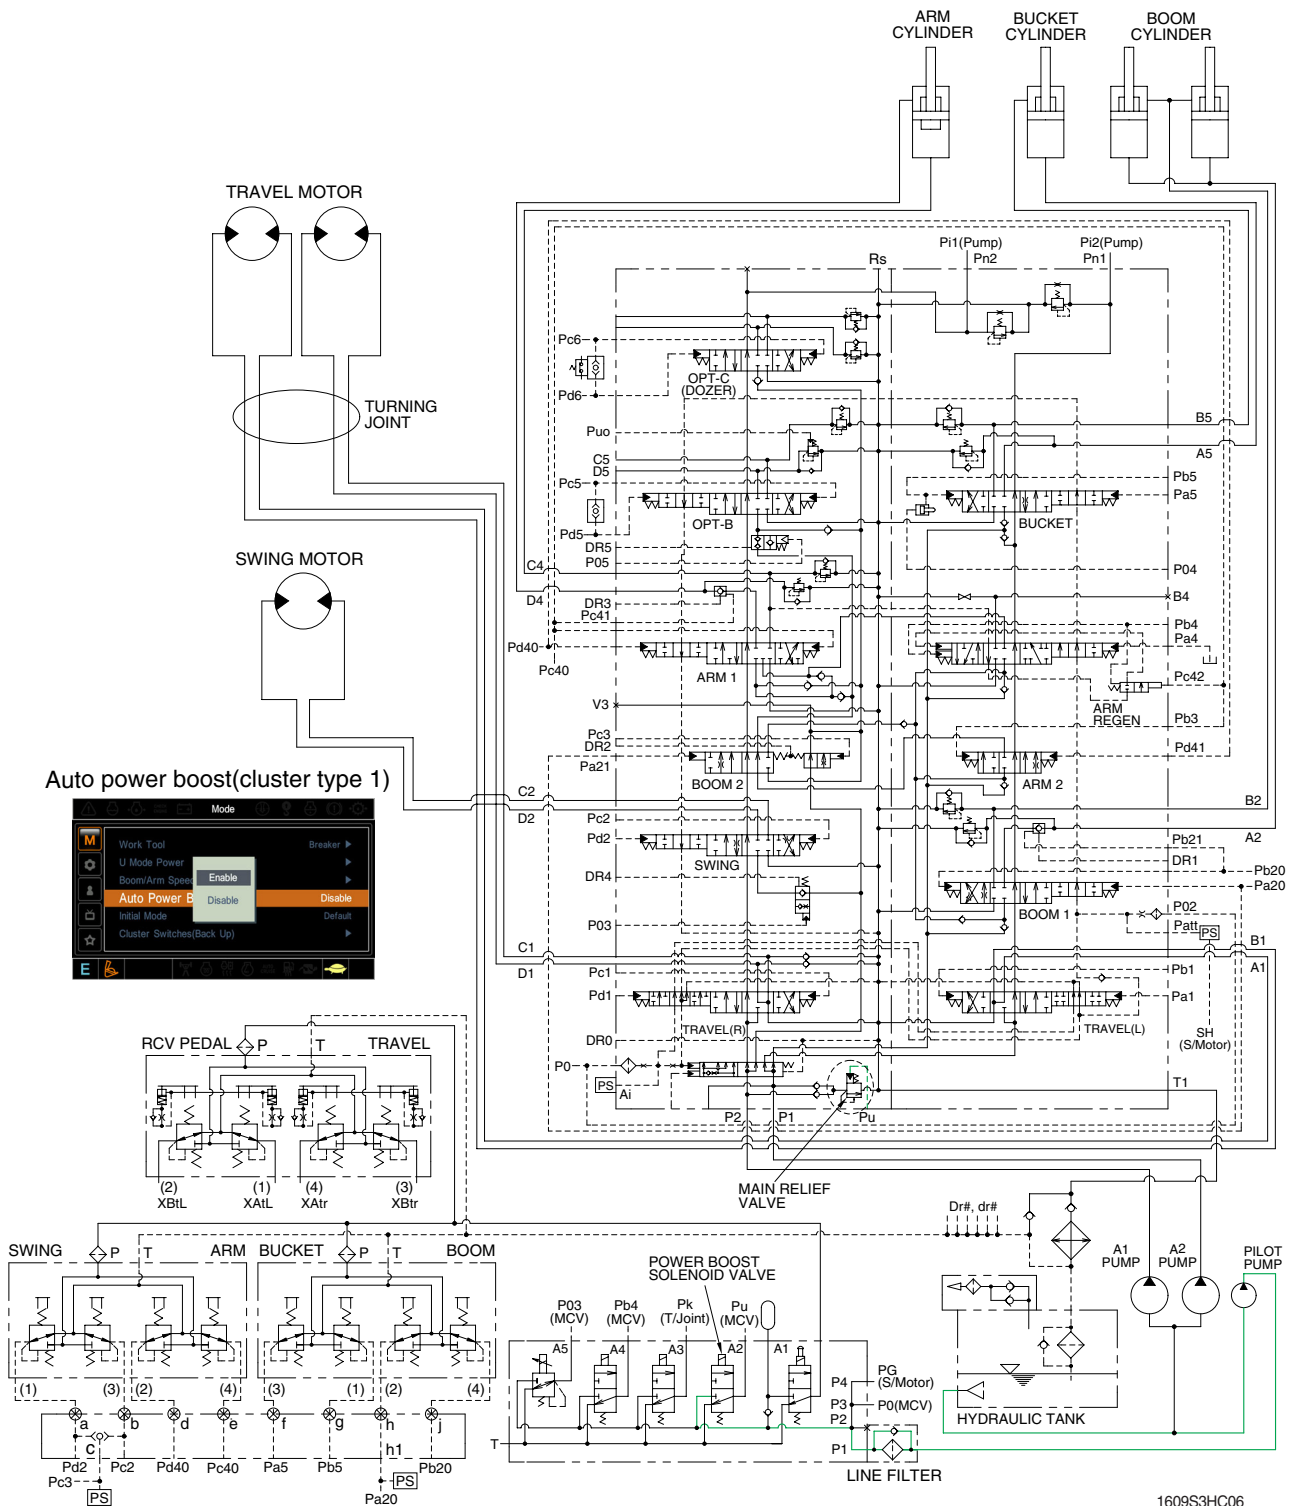 ARM
CYLINDER
BUCKET
CYLINDER
BOOM
CYLINDER
TRAVEL MOTOR
TURNING
JOINT
SWING MOTOR
Rs
Pi1(Pump)
Pn2
Pi2(Pump)
Pn1
Pc6
Pd6
OPT-C
(DOZER)
Puo
C5
D5
Pc5
Pd5
OPT-B
DR5
P05
C4
D4
DR3
Pc41
Pd40
Pc40
ARM 1
V3
Pc3
DR2
Pa21
BOOM 2
C2
D2
Pc2
Pd2
SWING
DR4
P03
C1
D1
Pc1
Pd1
TRAVEL(R)
DR0
P0
PS
Ai
P2
P1
Pu
B5
A5
Pb5
Pa5
BUCKET
P04
B4
Pb4
Pa4
Pc42
ARM
REGEN
Pb3
Pd41
ARM 2
B2
A2
Pb21
DR1
Pb20
Pa20
BOOM 1
P02
Patt
PS
B1
A1
Pb1
Pa1
TRAVEL(L)
SH
(S/Motor)
T1
MAIN RELIEF
VALVE
Auto power boost(cluster type 1)
Mode
M
Work Tool
Breaker
U Mode Power
Boom/Arm Speed
Auto Power B
Disable
Initial Mode
Default
Cluster Switches(Back Up)
Enable
Disable
E
RCV PEDAL
P
T
TRAVEL
(2)
XBtL
(1)
XAtL
(4)
XAtr
(3)
XBtr
SWING
P
T
ARM
BUCKET
P
T
BOOM
(1)
(3)
(2)
(4)
(3)
(1)
(2)
(4)
a
b
c
d
e
f
g
h
h1
j
Pd2
Pc2
Pd40
Pc40
Pa5
Pb5
Pb20
Pc3
PS
PS
Pa20
POWER BOOST
SOLENOID VALVE
P03
(MCV)
Pb4
(MCV)
Pk
(T/Joint)
Pu
(MCV)
A5
A4
A3
A2
A1
T
P4
P3
P2
P1
PG
(S/Motor)
P0(MCV)
LINE FILTER
Dr#, dr#
A1
PUMP
A2
PUMP
PILOT
PUMP
HYDRAULIC TANK
1609S3HC06